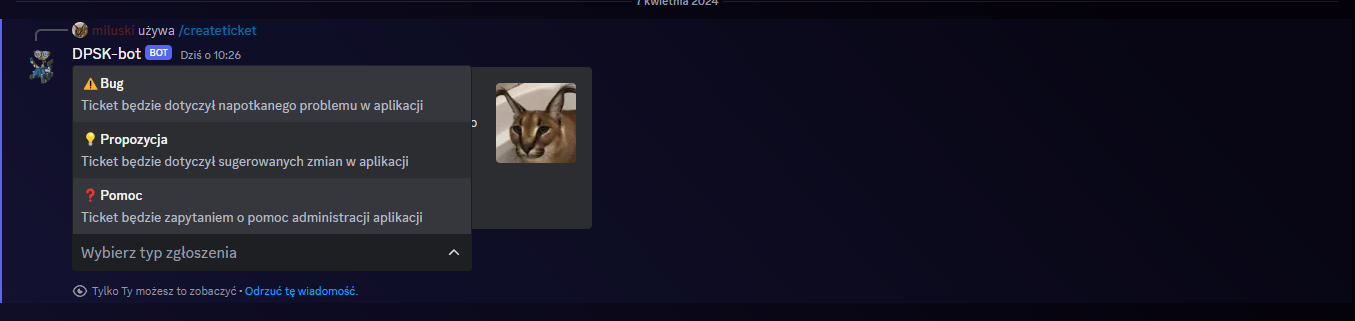 7 kwietnia 2024
miluski używa /createticket
DPSK-bot BOT Dziś o 10:26
Bug
Ticket będzie dotyczył napotkanego problemu w aplikacji
Propozycja
Ticket będzie dotyczył sugerowanych zmian w aplikacji
Pomoc
Ticket będzie zapytaniem o pomoc administracji aplikacji
Wybierz typ zgłoszenia
Tylko Ty możesz to zobaczyć • Odrzuć tę wiadomość.